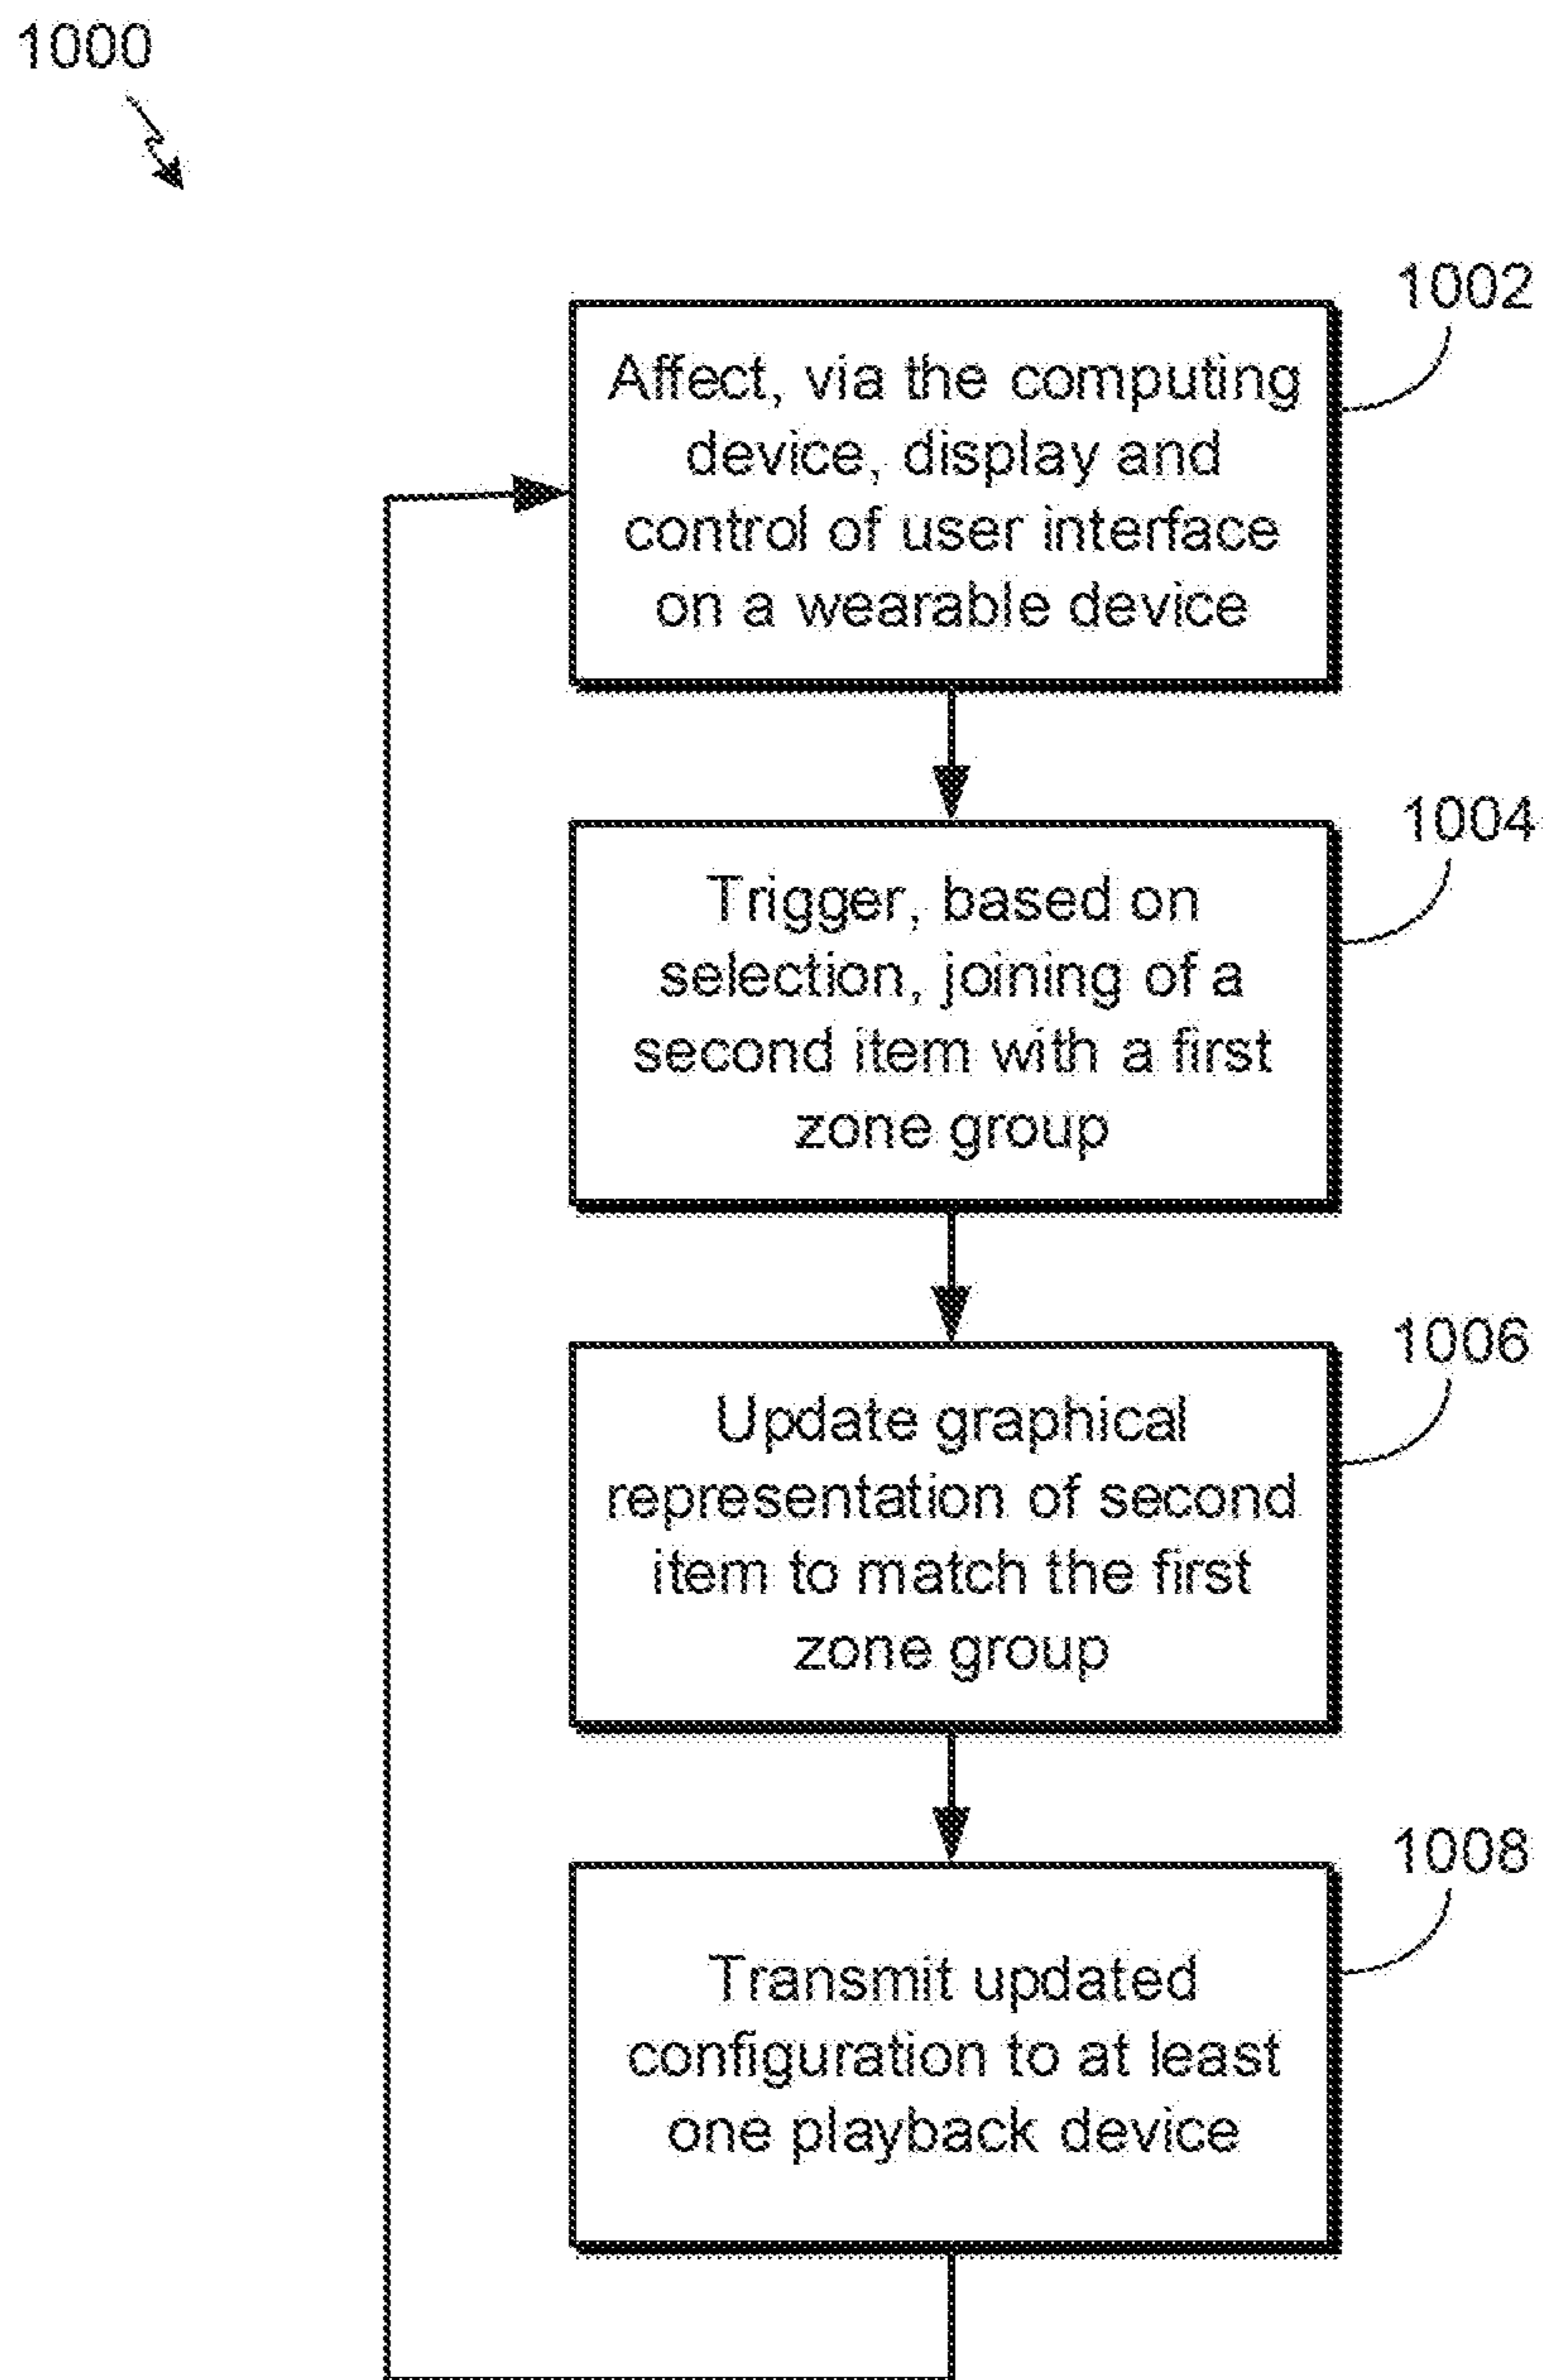 1000
1002
Affect, via the computing
device, display and
control of user interface
on a wearable device
1004
Trigger, based on
selection, joining of a
second item with a first
zone group
1006
Update graphical
representation of second
item to match the first
zone group
1008
Transmit updated
configuration to at least
one playback device